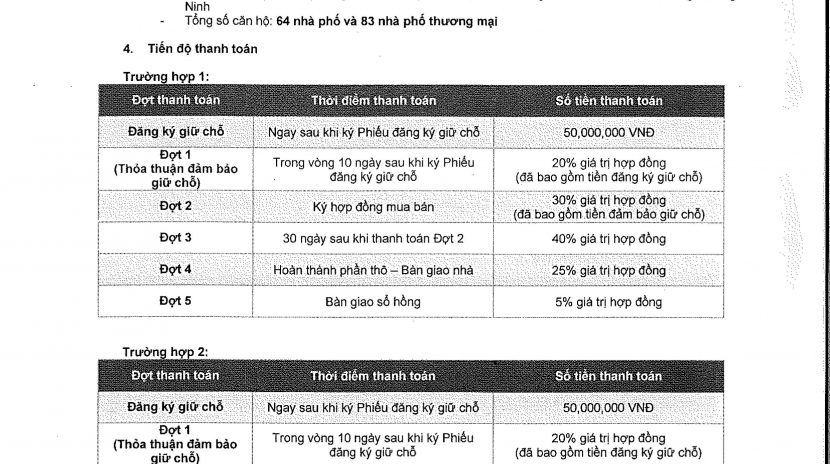 Ninh
- Tổng số căn hộ: 64 nhà phố và 83 nhà phố thương mại
4. Tiến độ thanh toán
Trường hợp 1:
Đợt thanh toán Thời điểm thanh toán Số tiền thanh toán
Đăng ký giữ chỗ Ngay sau khi ký Phiếu đăng ký giữ chỗ 50,000,000 VNĐ
Đợt 1
(Thỏa thuận đảm bảo
giữ chỗ)
Trong vòng 10 ngày sau khi ký Phiếu
đăng ký giữ chỗ
20% giá trị hợp đồng
(đã bao gồm tiền đăng ký giữ chỗ)
Đợt 2 Ký hợp đồng mua bán
30% giá trị hợp đồng
(đã bao gồm tiền đảm bảo giữ chỗ)
Đợt 3 30 ngày sau khi thanh toán Đợt 2 40% giá trị hợp đồng
Đợt 4 Hoàn thành phần thô – Bàn giao nhà 25% giá trị hợp đồng
Đợt 5 Bàn giao sổ hồng 5% giá trị hợp đồng
Trường hợp 2:
Đợt thanh toán Thời điểm thanh toán Số tiền thanh toán
Đăng ký giữ chỗ Ngay sau khi ký Phiếu đăng ký giữ chỗ 50,000,000 VNĐ
Đợt 1
(Thỏa thuận đảm bảo
giữ chỗ)
Trong vòng 10 ngày sau khi ký Phiếu
đăng ký giữ chỗ
20% giá trị hợp đồng
(đã bao gồm tiền đăng ký giữ chỗ)